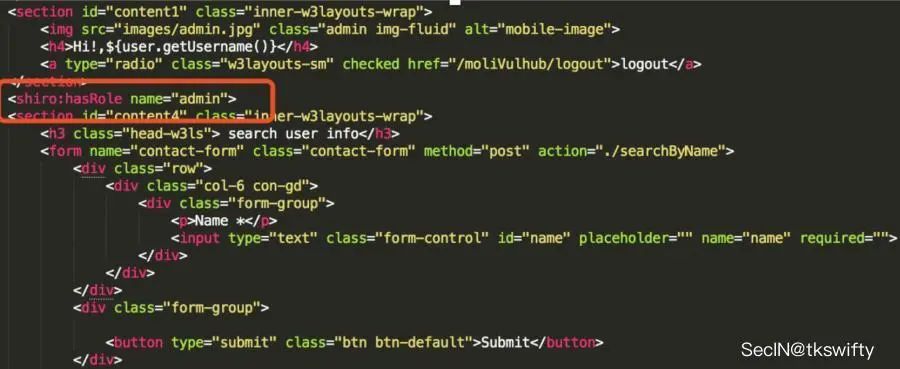 <section id="content1" class="inner-w3layouts-wrap">
<img src="images/admin.jpg" class="admin img-fluid" alt="mobile-image">
<h4>Hi!,${user.getUsername()}</h4>
<a type="radio" class="w3layouts-sm" checked href="/moliVulhub/logout">logout</a>
</section>
<shiro:hasRole name="admin">
<section id="content4" class="inner-w3layouts-wrap">
<h3 class="head-w3ls"> search user info</h3>
<form name="contact-form" class="contact-form" method="post" action="./searchByName">
<div class="row">
<div class="col-6 con-gd">
<div class="form-group">
<p>Name *</p>
<input type="text" class="form-control" id="name" placeholder="" name="name" required="">
</div>
</div>
</div>
<div class="form-group">
<button type="submit" class="btn btn-default">Submit</button>
</div>
SecIN@tkswifty